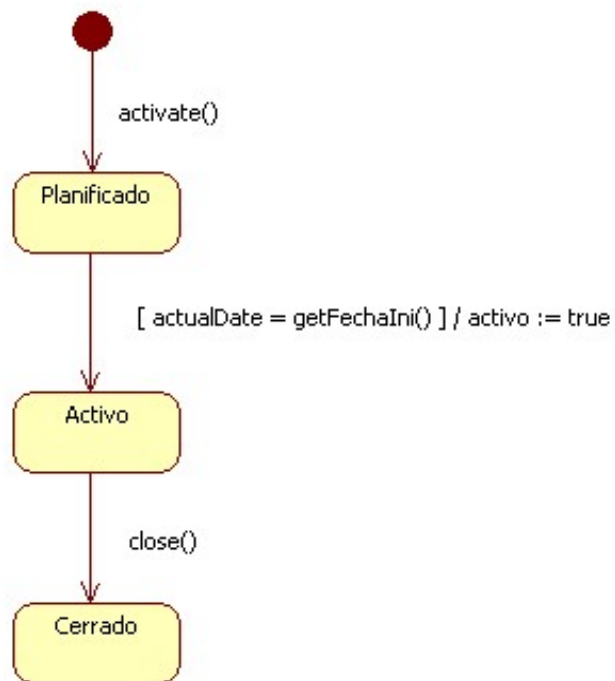 activate()
Planificado
[ actualDate = getFechaIni() ] / activo := true
Activo
close()
Cerrado